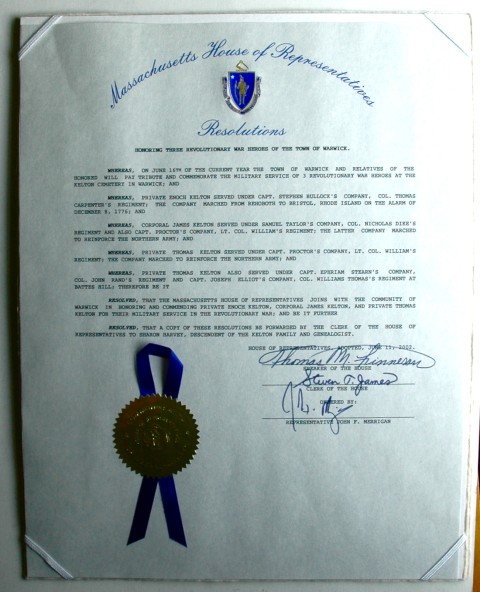 Massachusetts House of Representatives
Resolutions
HONORING THREE REVOLUTIONARY WAR HEROES OF THE TOWN OF WARWICK.
WHEREAS, ON JUNE 16TH OF THE CURRENT YEAR THE TOWN OF WARWICK AND RELATIVES OF THE
HONORED WILL PAY TRIBUTE AND COMMEMORATE THE MILITARY SERVICE OF 3 REVOLUTIONARY WAR HEROES AT THE
KELTON CEMETERY IN WARWICK; AND
WHEREAS, PRIVATE ENOCH KELTON SERVED UNDER CAPT. STEPHEN BULLOCK'S COMPANY, COL. THOMAS
CARPENTER'S REGIMENT; THE COMPANY MARCHED FROM REHOBOTH TO BRISTOL, RHODE ISLAND ON THE ALARM OF
DECEMBER 8, 1776; AND
WHEREAS, CORPORAL JAMES KELTON SERVED UNDER SAMUEL TAYLOR'S COMPANY, COL. NICHOLAS DIKE'S
REGIMENT AND ALSO CAPT. PROCTOR'S COMPANY, LT. COL. WILLIAM'S REGIMENT; THE LATTER COMPANY MARCHED
TO REINFORCE THE NORTHERN ARMY; AND
WHEREAS, PRIVATE THOMAS KELTON SERVED UNDER CAPT. PROCTOR'S COMPANY, LT. COL. WILLIAM'S
REGIMENT; THE COMPANY MARCHED TO REINFORCE THE NORTHERN ARMY; AND
WHEREAS, PRIVATE THOMAS KELTON ALSO SERVED UNDER CAPT. EPHRIAM STEARN'S COMPANY,
COL. JOHN RAND'S REGIMENT AND CAPT. JOSEPH ELLIOT'S COMPANY, COL. WILLIAMS THOMAS'S REGIMENT AT
BATTES HILL; THEREFORE BE IT
RESOLVED, THAT THE MASSACHUSETTS HOUSE OF REPRESENTATIVES JOINS WITH THE COMMUNITY OF
WARWICK IN HONORING AND COMMENDING PRIVATE ENOCH KELTON, CORPORAL JAMES KELTON, AND PRIVATE THOMAS
KELTON FOR THEIR MILITARY SERVICE IN THE REVOLUTIONARY WAR; AND BE IT FURTHER
RESOLVED, THAT A COPY OF THESE RESOLUTIONS BE FORWARDED BY THE CLERK OF THE HOUSE OF
REPRESENTATIVES TO SHARON HARVEY, DESCENDENT OF THE KELTON FAMILY AND GENEALOGIST.
HOUSE OF REPRESENTATIVES, ADOPTED, JUNE 11, 2002.
Thomas M. Finneran
SPEAKER OF THE HOUSE
Steven T. James
CLERK OF THE HOUSE
OFFERED BY:
REPRESENTATIVE JOHN F. MERRIGAN